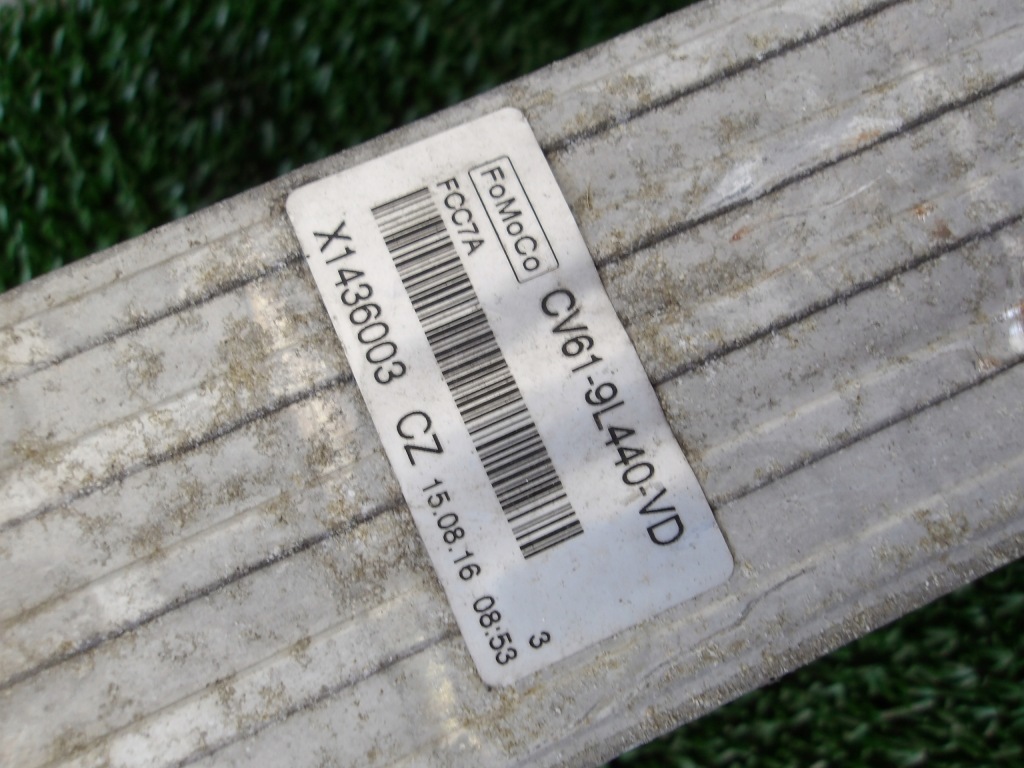 FoMoCo CV61-9L440-VD
FCC7A
X1436003 CZ 15.08.16 08:53
3